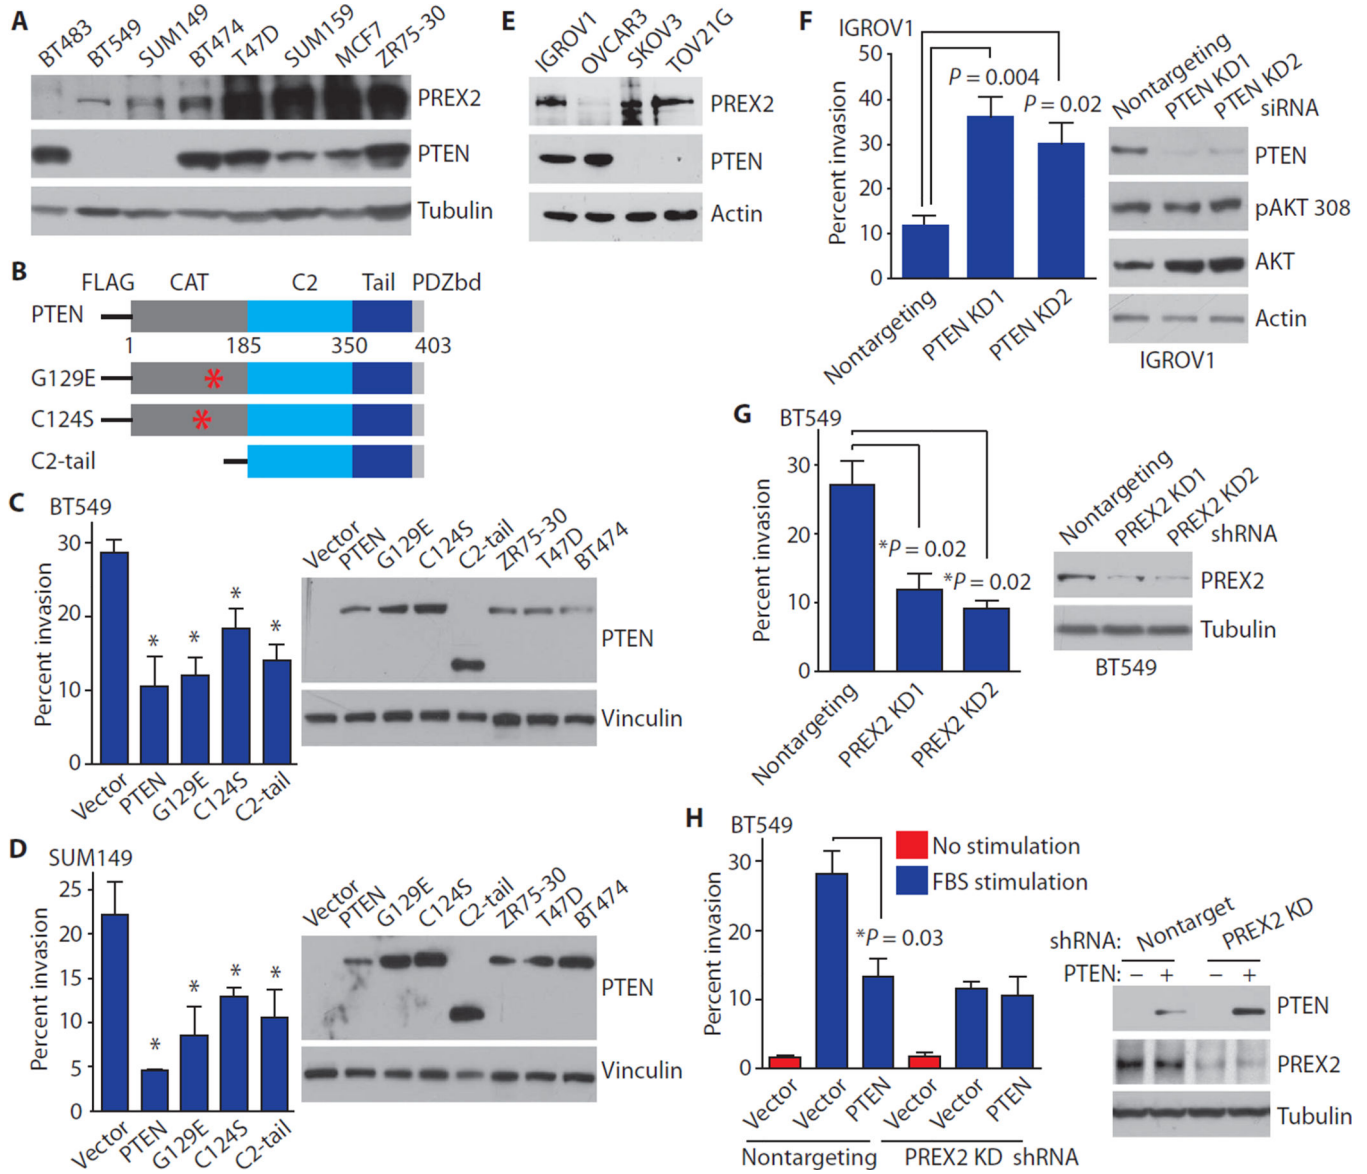 A
BT483 BT549 SUM149 BT474 T47D SUM159 MCF7 ZR75-30
PREX2
PTEN
Tubulin
B
FLAG CAT C2 Tail PDZbd
PTEN
1 185 350 403
G129E *
C124S *
C2-tail
C
BT549
Percent invasion
30
20
10
0
* * * *
Vector PTEN G129E C124S C2-tail
Vector PTEN G129E C124S C2-tail ZR75-30 T47D BT474
PTEN
Vinculin
D
SUM149
Percent invasion
25
20
15
10
5
0
* * * *
Vector PTEN G129E C124S C2-tail
Vector PTEN G129E C124S C2-tail ZR75-30 T47D BT474
PTEN
Vinculin
E
IGROV1 OVCAR3 SKOV3 TOV21G
PREX2
PTEN
Actin
F
IGROV1
Percent invasion
50
40
30
20
10
0
P = 0.004
P = 0.02
Nontargeting PTEN KD1 PTEN KD2
Nontargeting PTEN KD1 PTEN KD2 siRNA
PTEN
pAKT 308
AKT
Actin
IGROV1
G
BT549
Percent invasion
30
20
10
0
*P = 0.02
*P = 0.02
Nontargeting PREX2 KD1 PREX2 KD2
Nontargeting PREX2 KD1 PREX2 KD2 shRNA
PREX2
Tubulin
BT549
H
BT549
No stimulation
FBS stimulation
Percent invasion
30
20
10
0
*P = 0.03
Vector Vector PTEN Vector Vector PTEN
Nontargeting PREX2 KD shRNA
shRNA: Nontarget PREX2 KD
PTEN: – + – +
PTEN
PREX2
Tubulin